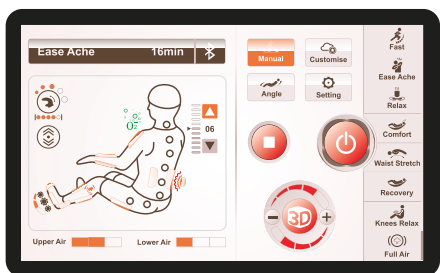 Ease Ache 16min
O2
06
Upper Air
Lower Air
Manual
Customise
Angle
Setting
3D
Fast
Ease Ache
Relax
Comfort
Waist Stretch
Recovery
Knees Relax
Full Air